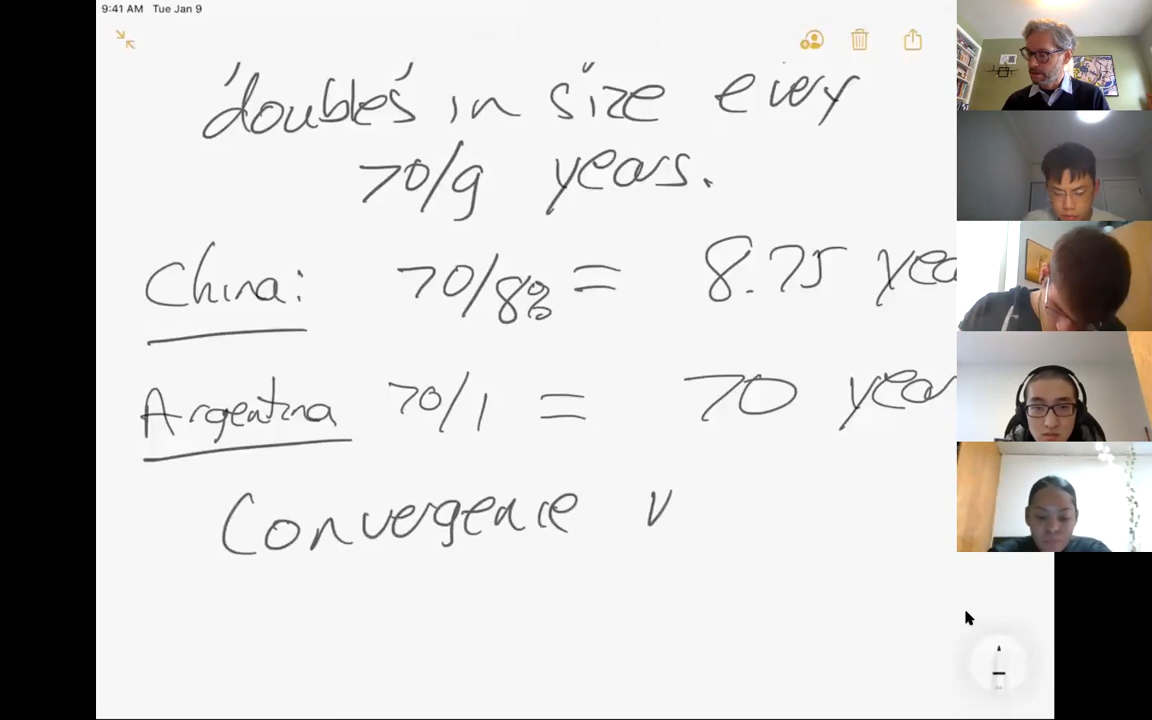 9:41 AM Tue Jan 9
'doubles' in size every
70/g years.
China: 70/8% = 8.75 yea
Argentina 70/1 = 70 year
Convergence v